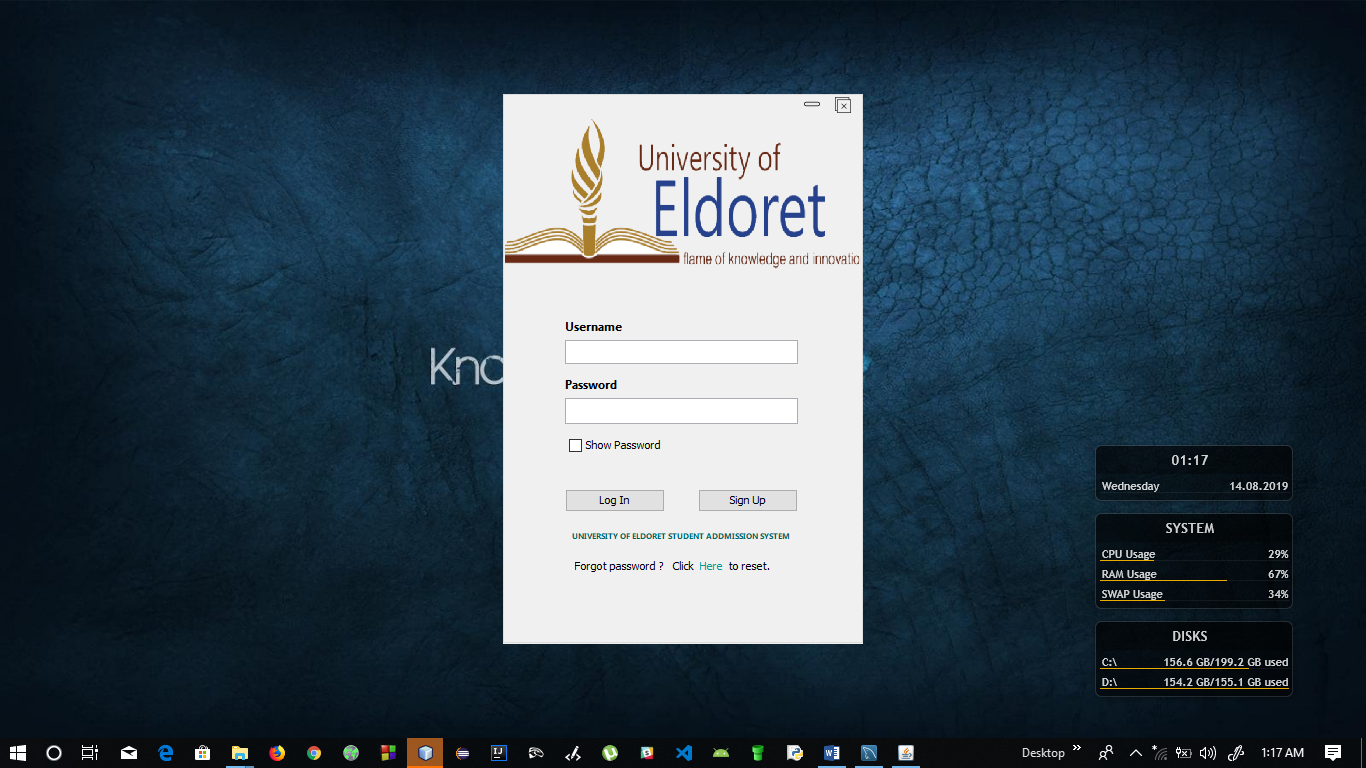 University of
Eldoret
flame of knowledge and innovatio
Username
Password
Show Password
Log In
Sign Up
UNIVERSITY OF ELDORET STUDENT ADDMISSION SYSTEM
Forgot password ? Click Here to reset.
Kno
01:17
Wednesday 14.08.2019
SYSTEM
CPU Usage 29%
RAM Usage 67%
SWAP Usage 34%
DISKS
C:\ 156.6 GB/199.2 GB used
D:\ 154.2 GB/155.1 GB used
Desktop » 1:17 AM